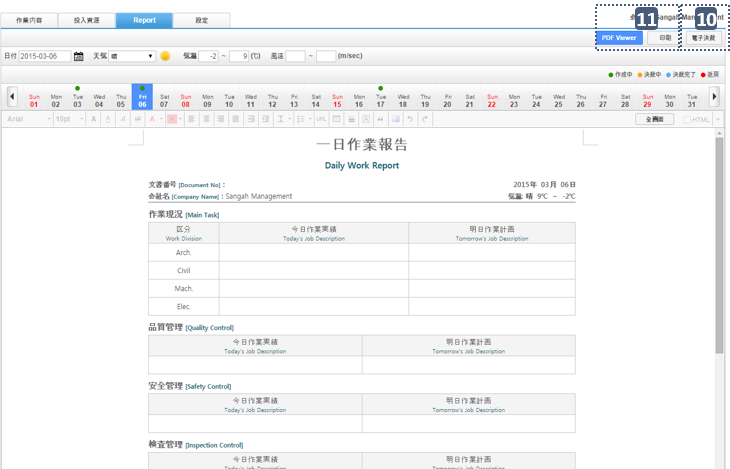 作業内容 投入資源 Report 設定
11 Sangah Man 10 ent
PDF Viewer 印刷 電子決裁
日付 2015-03-06 天気 晴 気温 -2 ~ 9 (℃) 風速 ~ (m/sec)
作成中 決裁中 決裁完了 返戻
Sun Mon Tue Wed Thu Fri Sat Sun Mon Tue Wed Thu Fri Sat Sun Mon Tue Wed Thu Fri Sat Sun Mon Tue Wed Thu Fri Sat Sun Mon Tue
01 02 03 04 05 06 07 08 09 10 11 12 13 14 15 16 17 18 19 20 21 22 23 24 25 26 27 28 29 30 31
Arial 10pt A A A W A A URL 全画面 HTML
一日作業報告
Daily Work Report
文書番号 [Document No] : 2015年 03月 06日
会社名 [Company Name] : Sangah Management 気温: 晴 9℃ ~ -2℃
作業現況 [Main Task]
区分 今日作業実績 明日作業計画
Work Division Today's Job Description Tomorrow's Job Description
Arch.
Civil
Mach.
Elec.
品質管理 [Quality Control]
今日作業実績 明日作業計画
Today's Job Description Tomorrow's Job Description
安全管理 [Safety Control]
今日作業実績 明日作業計画
Today's Job Description Tomorrow's Job Description
検査管理 [Inspection Control]
今日作業実績 明日作業計画
Today's Job Description Tomorrow's Job Description